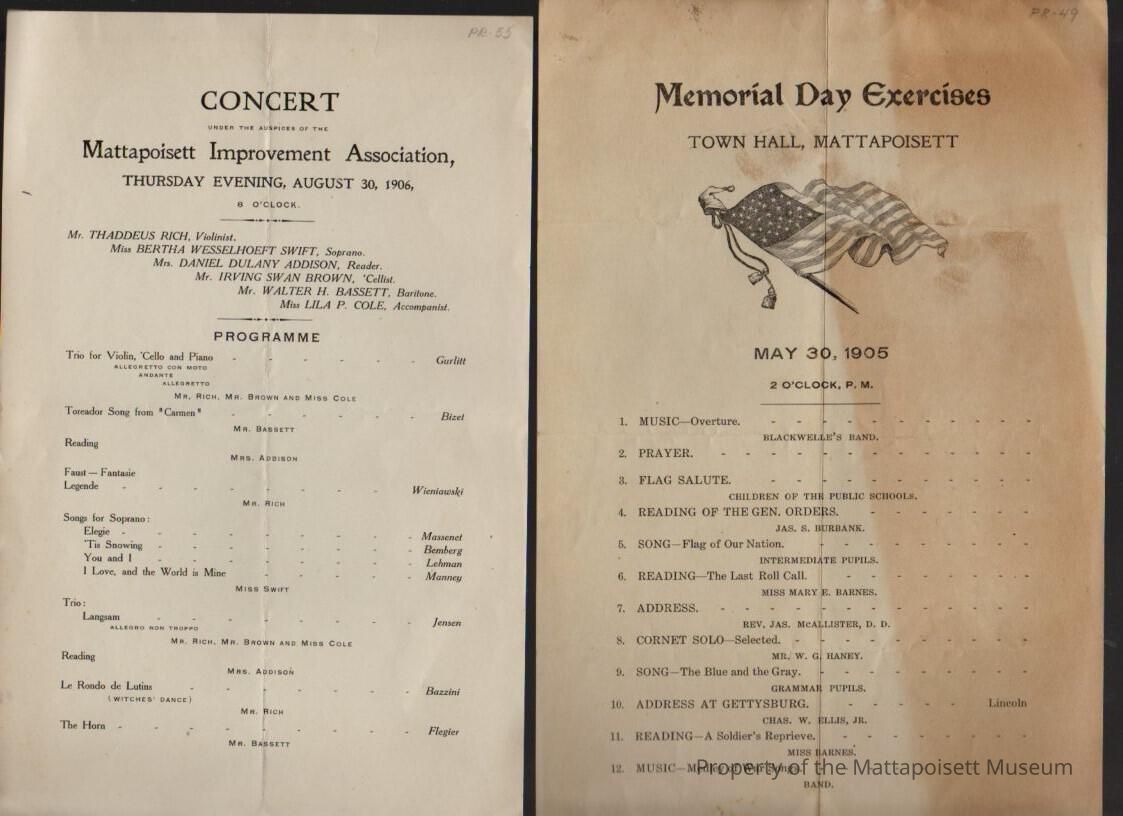 PR-55
CONCERT
UNDER THE AUSPICES OF THE
Mattapoisett Improvement Association,
THURSDAY EVENING, AUGUST 30, 1906,
8 O'CLOCK.
Mr. THADDEUS RICH, Violinist.
Miss BERTHA WESSELHOEFT SWIFT, Soprano.
Mrs. DANIEL DULANY ADDISON, Reader.
Mr. IRVING SWAN BROWN, 'Cellist.
Mr. WALTER H. BASSETT, Baritone.
Miss LILA P. COLE, Accompanist.
PROGRAMME
Trio for Violin, 'Cello and Piano - - - - - - Gurlitt
ALLEGRETTO CON MOTO
ANDANTE
ALLEGRETTO
MR. RICH, MR. BROWN AND MISS COLE
Toreador Song from "Carmen" - - - - - - Bizet
MR. BASSETT
Reading
MRS. ADDISON
Faust — Fantasie
Legende - - - - - - - - Wieniawski
MR. RICH
Songs for Soprano:
Elegie - - - - - - - - Massenet
'Tis Snowing - - - - - - - Bemberg
You and I - - - - - - - Lehman
I Love, and the World is Mine - - - - - Manney
MISS SWIFT
Trio:
Langsam - - - - - - - Jensen
ALLEGRO NON TROPPO
MR. RICH, MR. BROWN AND MISS COLE
Reading
MRS. ADDISON
Le Rondo de Lutins - - - - - - - Bazzini
(WITCHES' DANCE)
MR. RICH
The Horn - - - - - - - - - Flegier
MR. BASSETT
PR-49
Memorial Day Exercises
TOWN HALL, MATTAPOISETT
MAY 30, 1905
2 O'CLOCK, P. M.
1. MUSIC—Overture. - - - - - - - - - -
BLACKWELLE'S BAND.
2. PRAYER. - - - - - - - - - - - -
3. FLAG SALUTE. - - - - - - - - - -
CHILDREN OF THE PUBLIC SCHOOLS.
4. READING OF THE GEN. ORDERS. - - - - - - -
JAS. S. BURBANK.
5. SONG—Flag of Our Nation. - - - - - - - - -
INTERMEDIATE PUPILS.
6. READING—The Last Roll Call. - - - - - - - -
MISS MARY E. BARNES.
7. ADDRESS. - - - - - - - - - - - -
REV. JAS. McALLISTER, D. D.
8. CORNET SOLO—Selected. - - - - - - - - - -
MR. W. G. HANEY.
9. SONG—The Blue and the Gray. - - - - - - - - -
GRAMMAR PUPILS.
10. ADDRESS AT GETTYSBURG. - - - - - Lincoln
CHAS. W. ELLIS, JR.
11. READING—A Soldier's Reprieve. - - - - - - - -
MISS BARNES.
12. MUSIC—
BAND.
Property of the Mattapoisett Museum